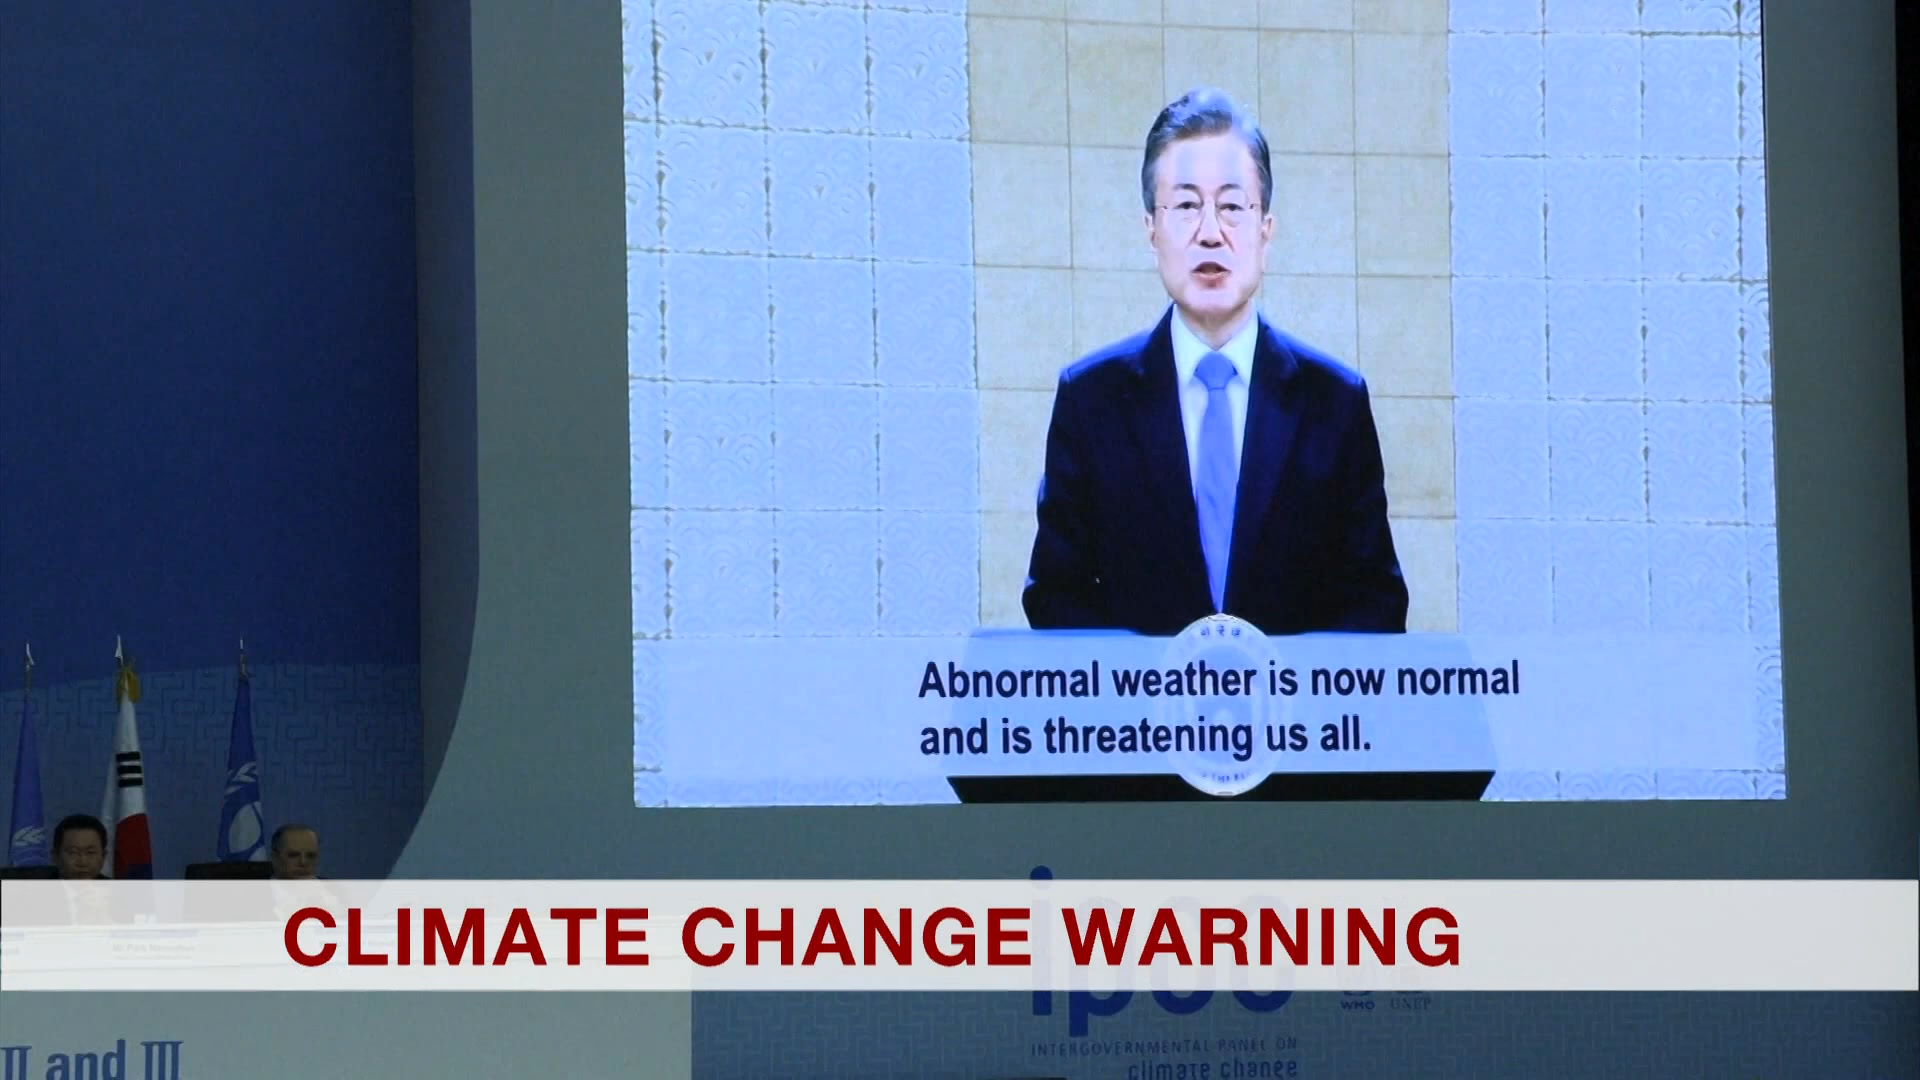 Abnormal weather is now normal
and is threatening us all.
CLIMATE CHANGE WARNING
ipcc
WMO UNEP
INTERGOVERNMENTAL PANEL ON
climate change
II and III